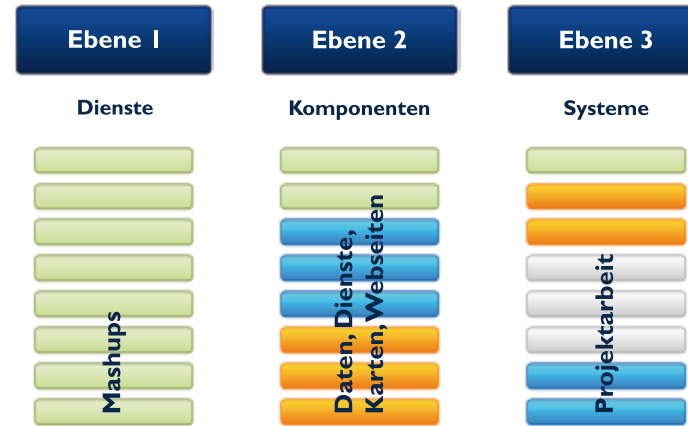 Ebene 1
Ebene 2
Ebene 3
Dienste
Komponenten
Systeme
Mashups
Daten, Dienste,
Karten, Webseiten
Projektarbeit